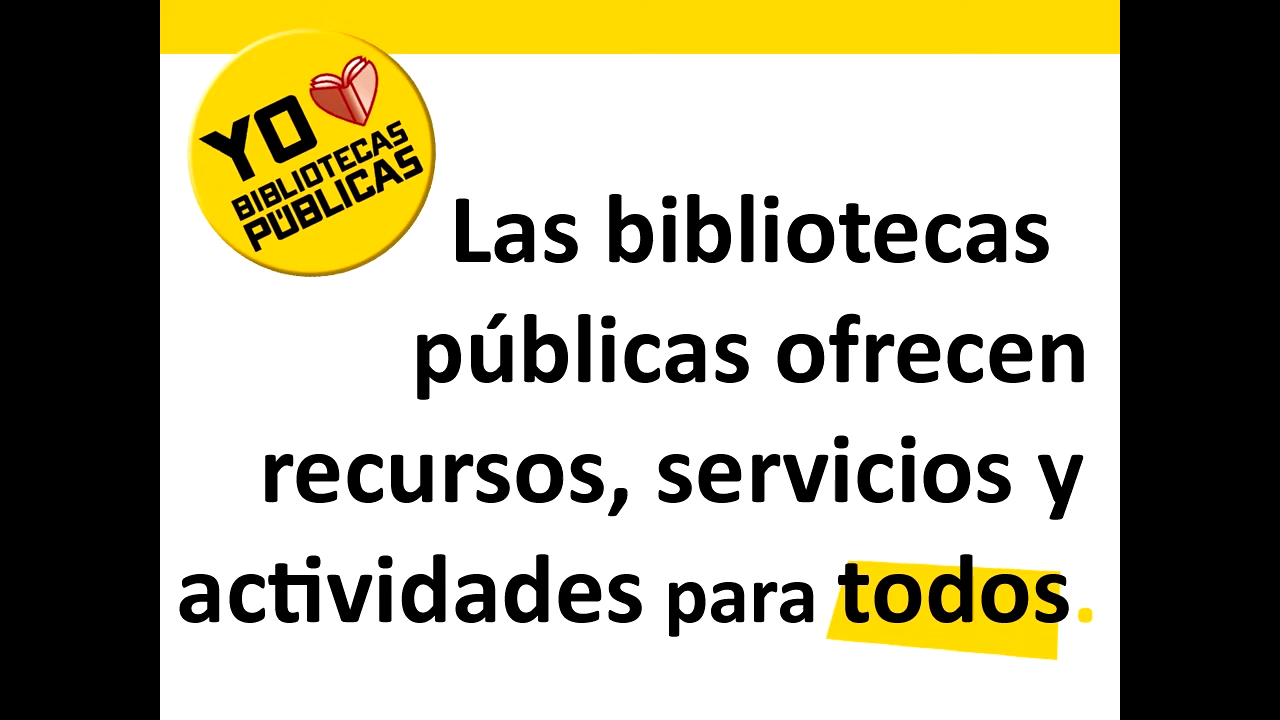 YO
BIBLIOTECAS
PÚBLICAS
Las bibliotecas
públicas ofrecen
recursos, servicios y
actividades para todos.